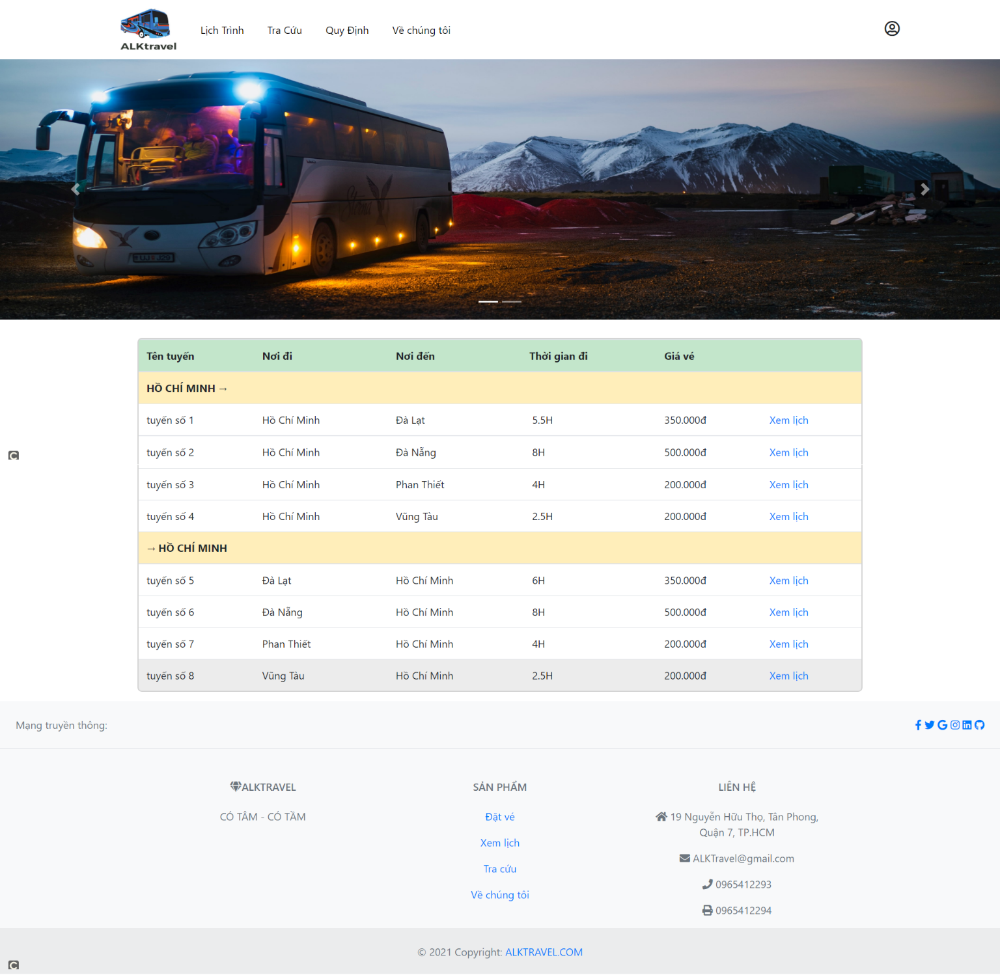 ALKtravel
Lịch Trình Tra Cứu Quy Định Về chúng tôi
UJ J29
Tên tuyến Nơi đi Nơi đến Thời gian đi Giá vé
HỒ CHÍ MINH →
tuyến số 1 Hồ Chí Minh Đà Lạt 5.5H 350.000đ Xem lịch
tuyến số 2 Hồ Chí Minh Đà Nẵng 8H 500.000đ Xem lịch
tuyến số 3 Hồ Chí Minh Phan Thiết 4H 200.000đ Xem lịch
tuyến số 4 Hồ Chí Minh Vũng Tàu 2.5H 200.000đ Xem lịch
→ HỒ CHÍ MINH
tuyến số 5 Đà Lạt Hồ Chí Minh 6H 350.000đ Xem lịch
tuyến số 6 Đà Nẵng Hồ Chí Minh 8H 500.000đ Xem lịch
tuyến số 7 Phan Thiết Hồ Chí Minh 4H 200.000đ Xem lịch
tuyến số 8 Vũng Tàu Hồ Chí Minh 2.5H 200.000đ Xem lịch
Mạng truyền thông:
ALKTRAVEL
CÓ TÂM - CÓ TẦM
SẢN PHẨM
Đặt vé
Xem lịch
Tra cứu
Về chúng tôi
LIÊN HỆ
19 Nguyễn Hữu Thọ, Tân Phong,
Quận 7, TP.HCM
ALKTravel@gmail.com
0965412293
0965412294
© 2021 Copyright: ALKTRAVEL.COM